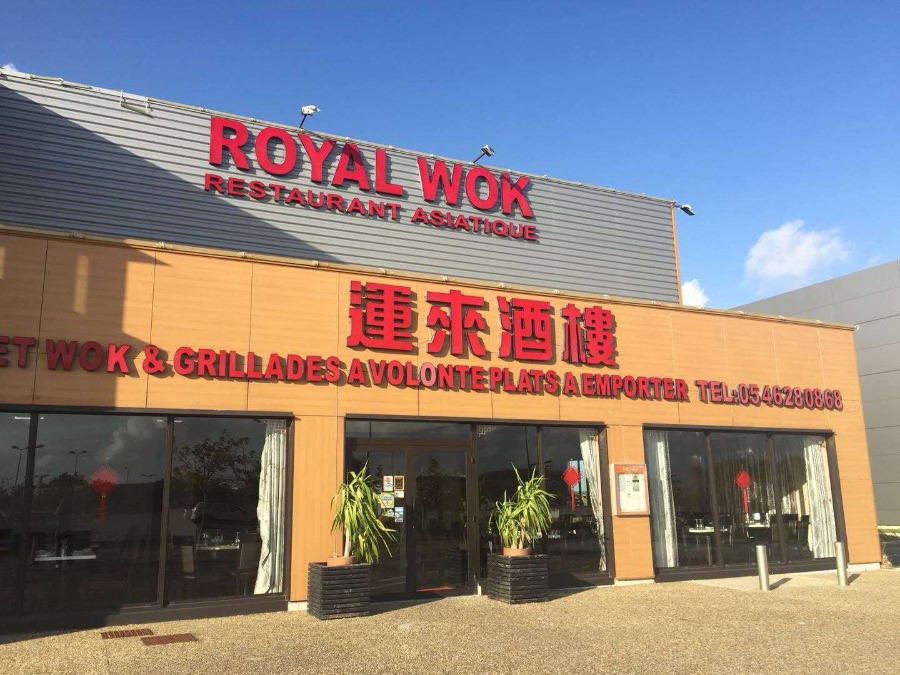 ROYAL WOK
RESTAURANT ASIATIQUE
運來酒樓
ET WOK & GRILLADES A VOLONTE PLATS A EMPORTER TEL:0546280868